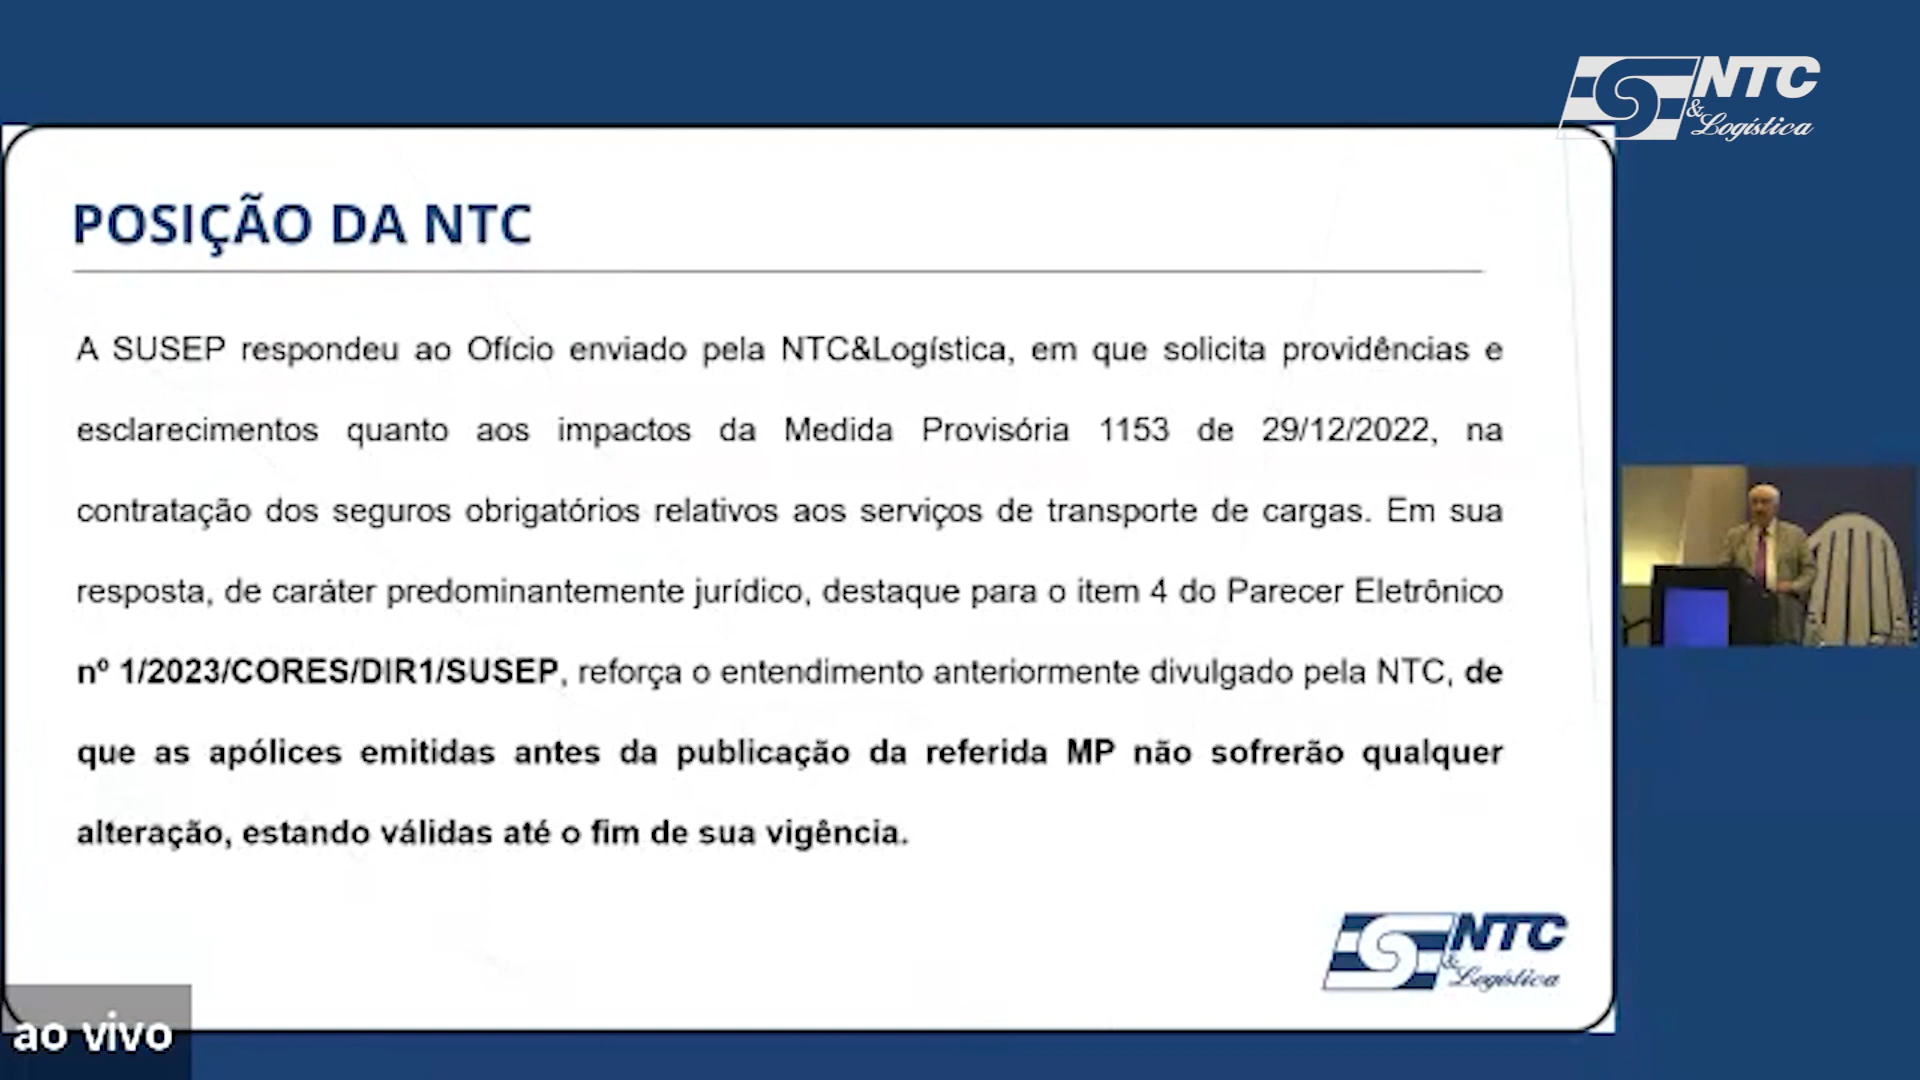 NTC
& Logística
POSIÇÃO DA NTC
A SUSEP respondeu ao Ofício enviado pela NTC&Logística, em que solicita providências e
esclarecimentos quanto aos impactos da Medida Provisória 1153 de 29/12/2022, na
contratação dos seguros obrigatórios relativos aos serviços de transporte de cargas. Em sua
resposta, de caráter predominantemente jurídico, destaque para o item 4 do Parecer Eletrônico
nº 1/2023/CORES/DIR1/SUSEP, reforça o entendimento anteriormente divulgado pela NTC, de
que as apólices emitidas antes da publicação da referida MP não sofrerão qualquer
alteração, estando válidas até o fim de sua vigência.
NTC
& Logística
ao vivo